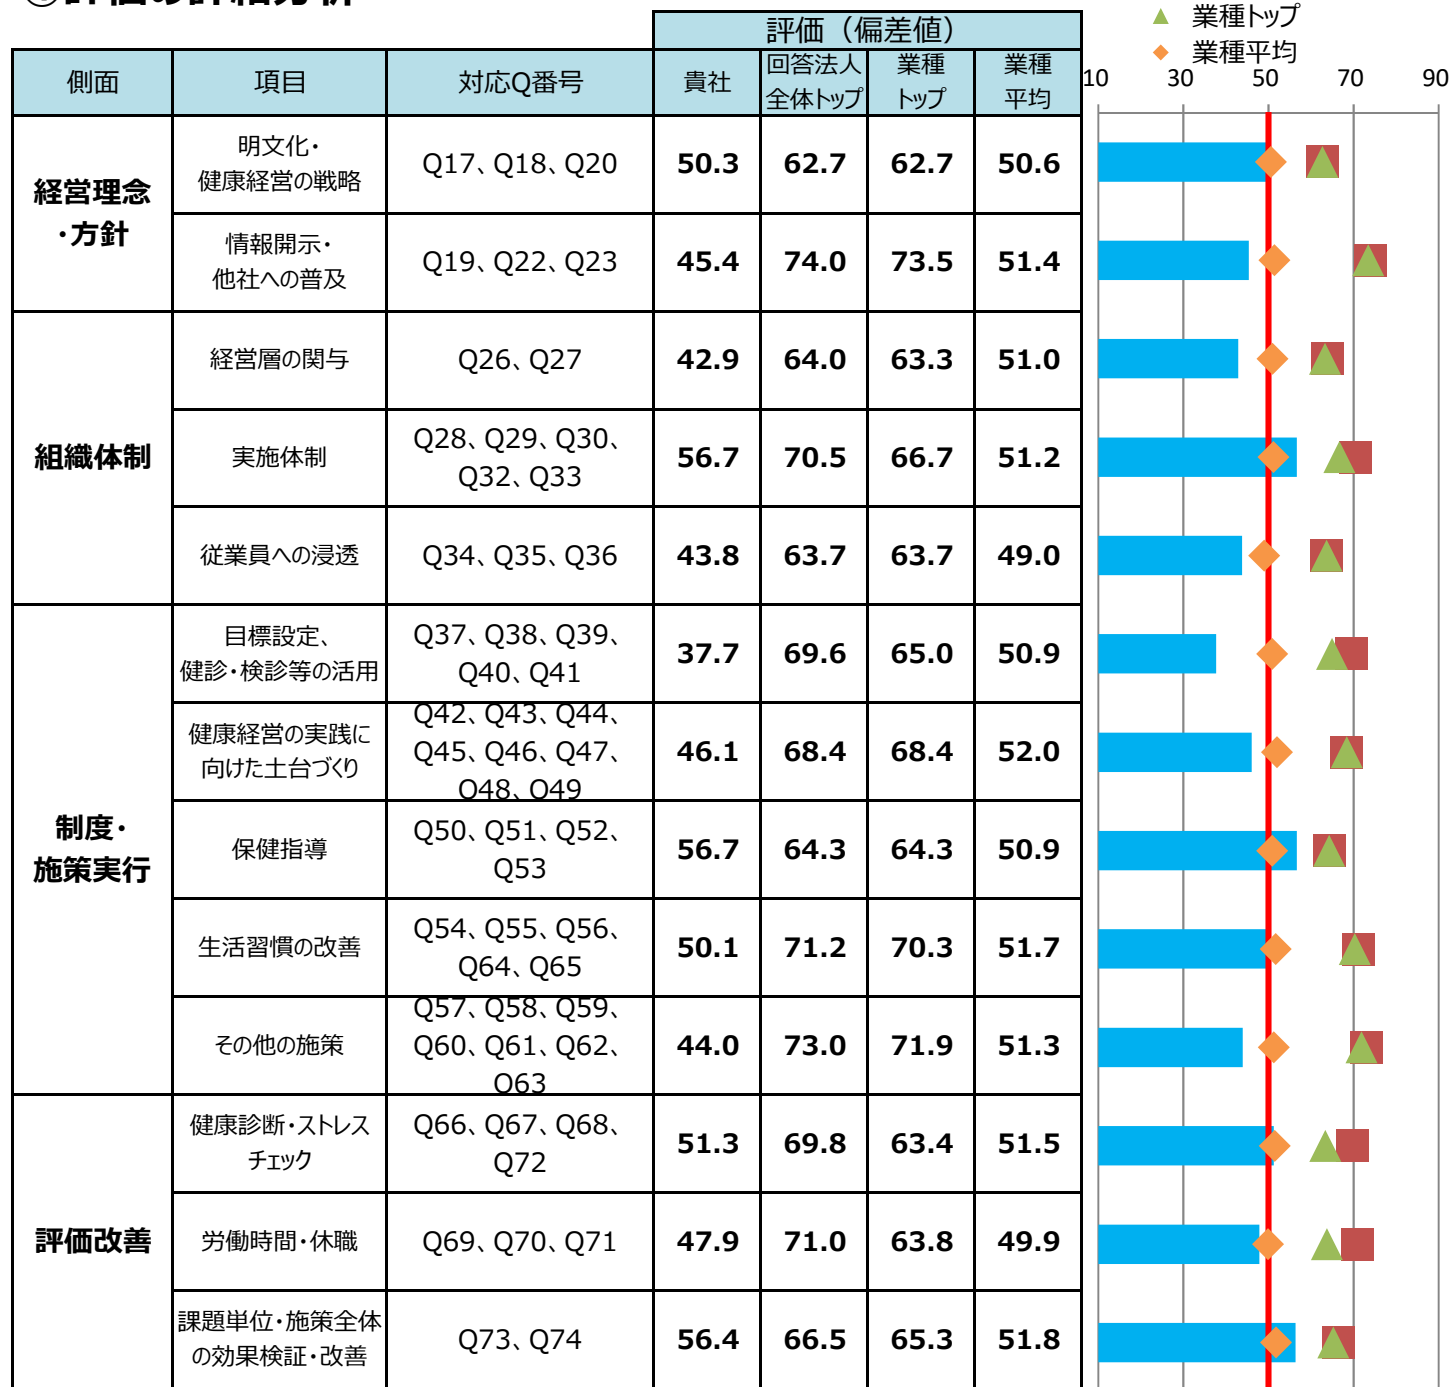 業種トップ
業種平均
評価（偏差値）
側面 項目 対応Q番号 貴社 回答法人 業種 業種
全体トップ トップ 平均
10 30 50 70 90
経営理念
・方針
明文化・
健康経営の戦略
Q17、Q18、Q20
50.3 62.7 62.7 50.6
情報開示・
他社への普及
Q19、Q22、Q23
45.4 74.0 73.5 51.4
組織体制
経営層の関与
Q26、Q27
42.9 64.0 63.3 51.0
実施体制
Q28、Q29、Q30、
Q32、Q33
56.7 70.5 66.7 51.2
従業員への浸透
Q34、Q35、Q36
43.8 63.7 63.7 49.0
制度・
施策実行
目標設定、
健診・検診等の活用
Q37、Q38、Q39、
Q40、Q41
37.7 69.6 65.0 50.9
健康経営の実践に
向けた土台づくり
Q42、Q43、Q44、
Q45、Q46、Q47、
Q48、Q49
46.1 68.4 68.4 52.0
保健指導
Q50、Q51、Q52、
Q53
56.7 64.3 64.3 50.9
生活習慣の改善
Q54、Q55、Q56、
Q64、Q65
50.1 71.2 70.3 51.7
その他の施策
Q57、Q58、Q59、
Q60、Q61、Q62、
Q63
44.0 73.0 71.9 51.3
評価改善
健康診断・ストレス
チェック
Q66、Q67、Q68、
Q72
51.3 69.8 63.4 51.5
労働時間・休職
Q69、Q70、Q71
47.9 71.0 63.8 49.9
課題単位・施策全体
の効果検証・改善
Q73、Q74
56.4 66.5 65.3 51.8